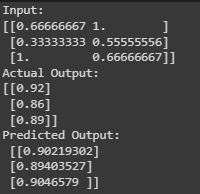 Input:
[[0.66666667 1.        ]
 [0.33333333 0.55555556]
 [1.         0.66666667]]
Actual Output:
[[0.92]
 [0.86]
 [0.89]]
Predicted Output:
 [[0.90219302]
 [0.89403527]
 [0.9046579 ]]